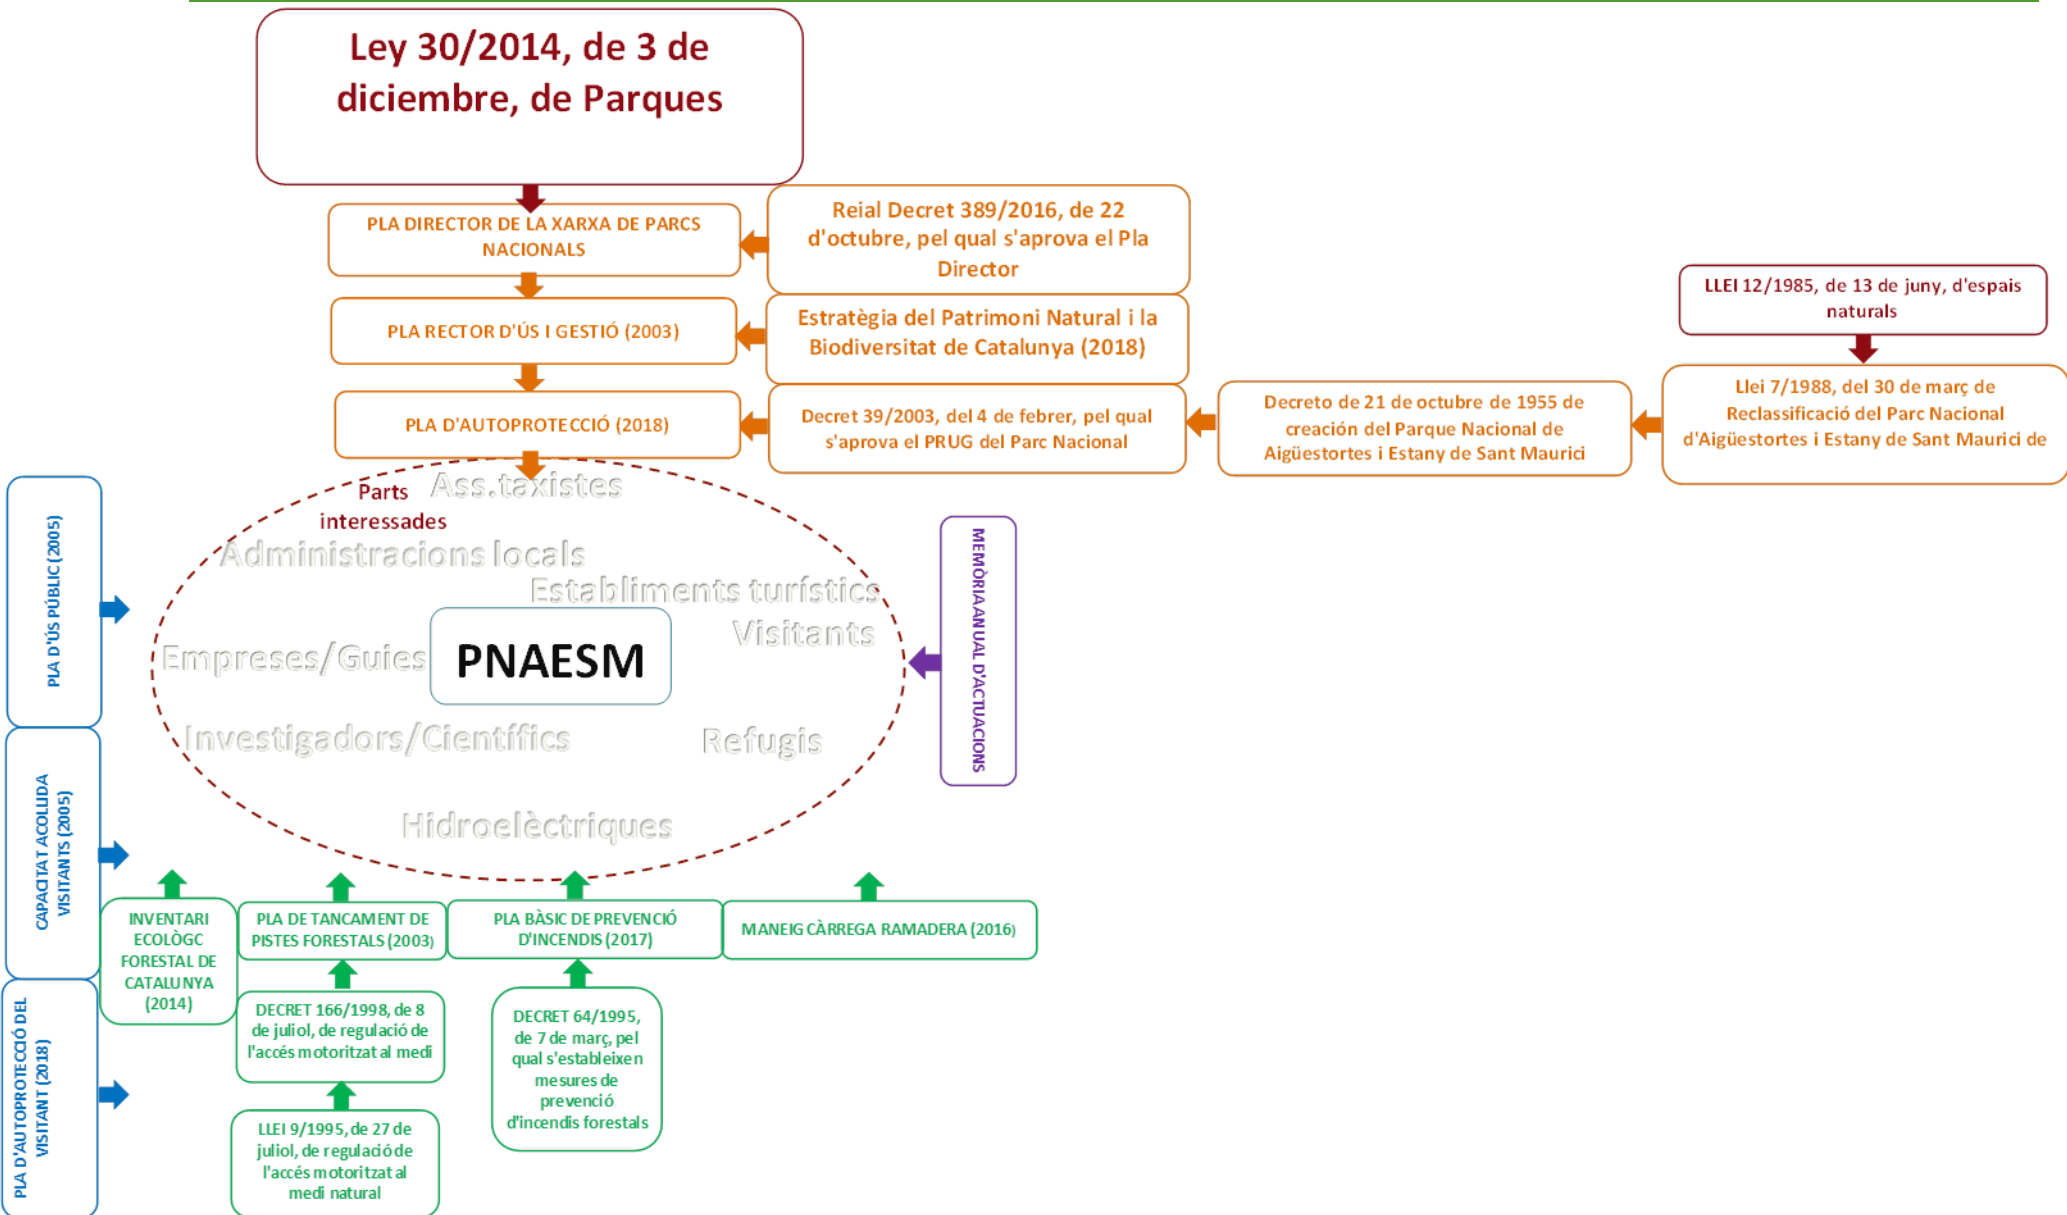 Ley 30/2014, de 3 de
diciembre, de Parques
PLA DIRECTOR DE LA XARXA DE PARCS
NACIONALS
Reial Decret 389/2016, de 22
d'octubre, pel qual s'aprova el Pla
Director
PLA RECTOR D'ÚS I GESTIÓ (2003)
Estratègia del Patrimoni Natural i la
Biodiversitat de Catalunya (2018)
LLEI 12/1985, de 13 de juny, d'espais
naturals
PLA D'AUTOPROTECCIÓ (2018)
Decret 39/2003, del 4 de febrer, pel qual
s'aprova el PRUG del Parc Nacional
Decreto de 21 de octubre de 1955 de
creación del Parque Nacional de
Aigüestortes i Estany de Sant Maurici
Llei 7/1988, del 30 de març de
Reclassificació del Parc Nacional
d'Aigüestortes i Estany de Sant Maurici de
Parts
interessades
Ass.taxistes
Administracions locals
Establiments turístics
Visitants
Empreses/Guies
PNAESM
Investigadors/Científics
Refugis
Hidroelèctriques
MEMÒRIA ANUAL D'ACTUACIONS
PLA D'ÚS PÚBLIC (2005)
CAPACITAT ACOLLIDA
VISITANTS (2005)
PLA D'AUTOPROTECCIÓ DEL
VISITANT (2018)
INVENTARI
ECOLÒGC
FORESTAL DE
CATALUNYA
(2014)
PLA DE TANCAMENT DE
PISTES FORESTALS (2003)
PLA BÀSIC DE PREVENCIÓ
D'INCENDIS (2017)
MANEIG CÀRREGA RAMADERA (2016)
DECRET 166/1998, de 8
de juliol, de regulació de
l'accés motoritzat al medi
DECRET 64/1995,
de 7 de març, pel
qual s'estableixen
mesures de
prevenció
d'incendis forestals
LLEI 9/1995, de 27 de
juliol, de regulació de
l'accés motoritzat al
medi natural